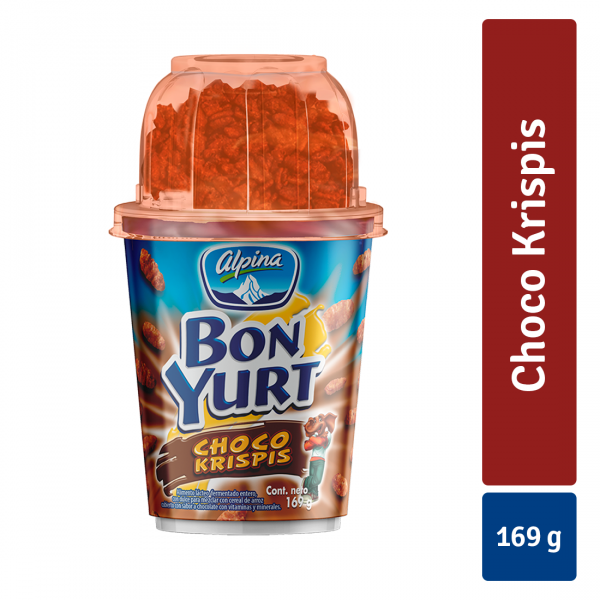 alpina
BON
YURT
CHOCO
KRISPIS
Cont. neto
169 g
Alimento lácteo fermentado entero,
con dulce para mezclar con cereal de arroz
cubierto con sabor a chocolate con vitaminas y minerales.
Choco Krispis
169 g